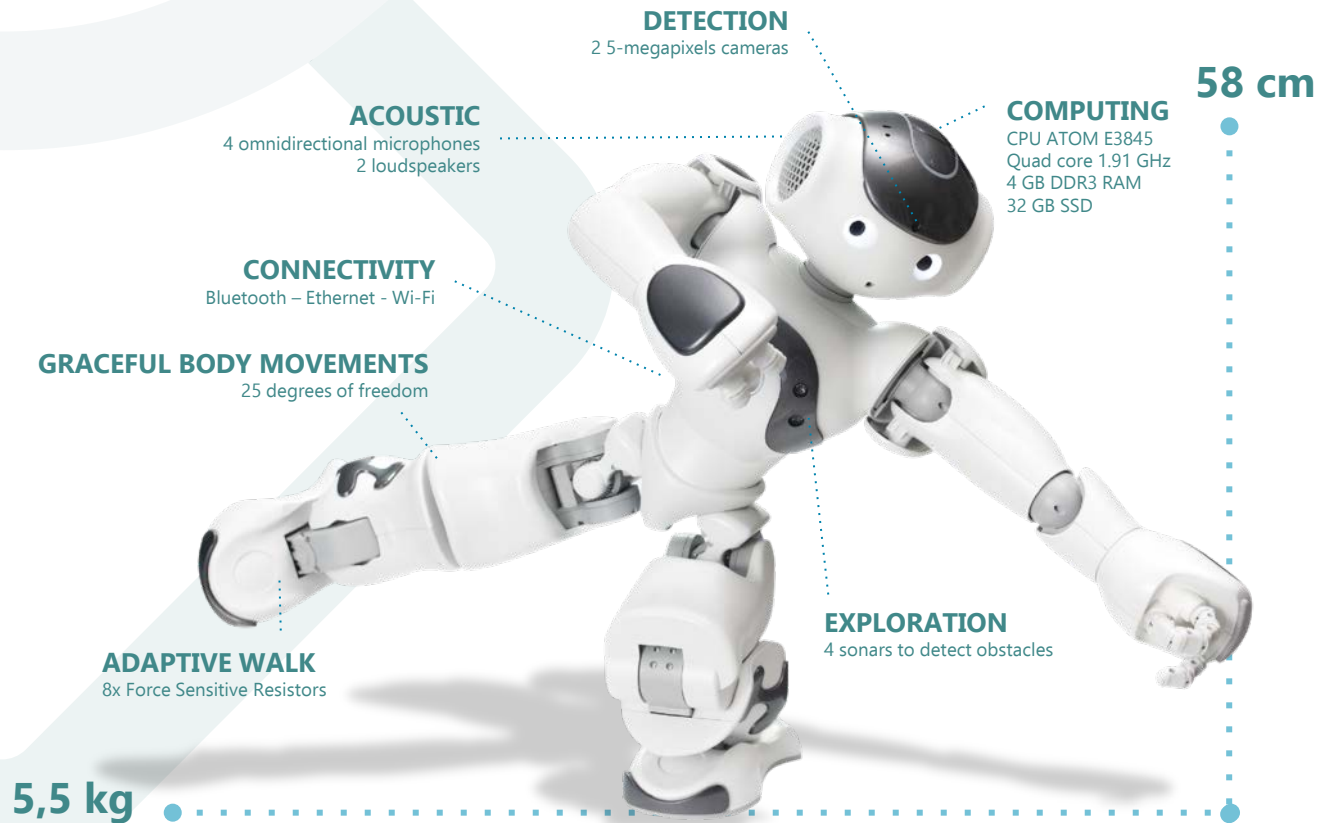 DETECTION
2 5-megapixels cameras
58 cm
ACOUSTIC
4 omnidirectional microphones
2 loudspeakers
COMPUTING
CPU ATOM E3845
Quad core 1.91 GHz
4 GB DDR3 RAM
32 GB SSD
CONNECTIVITY
Bluetooth – Ethernet - Wi-Fi
GRACEFUL BODY MOVEMENTS
25 degrees of freedom
EXPLORATION
4 sonars to detect obstacles
ADAPTIVE WALK
8x Force Sensitive Resistors
5,5 kg